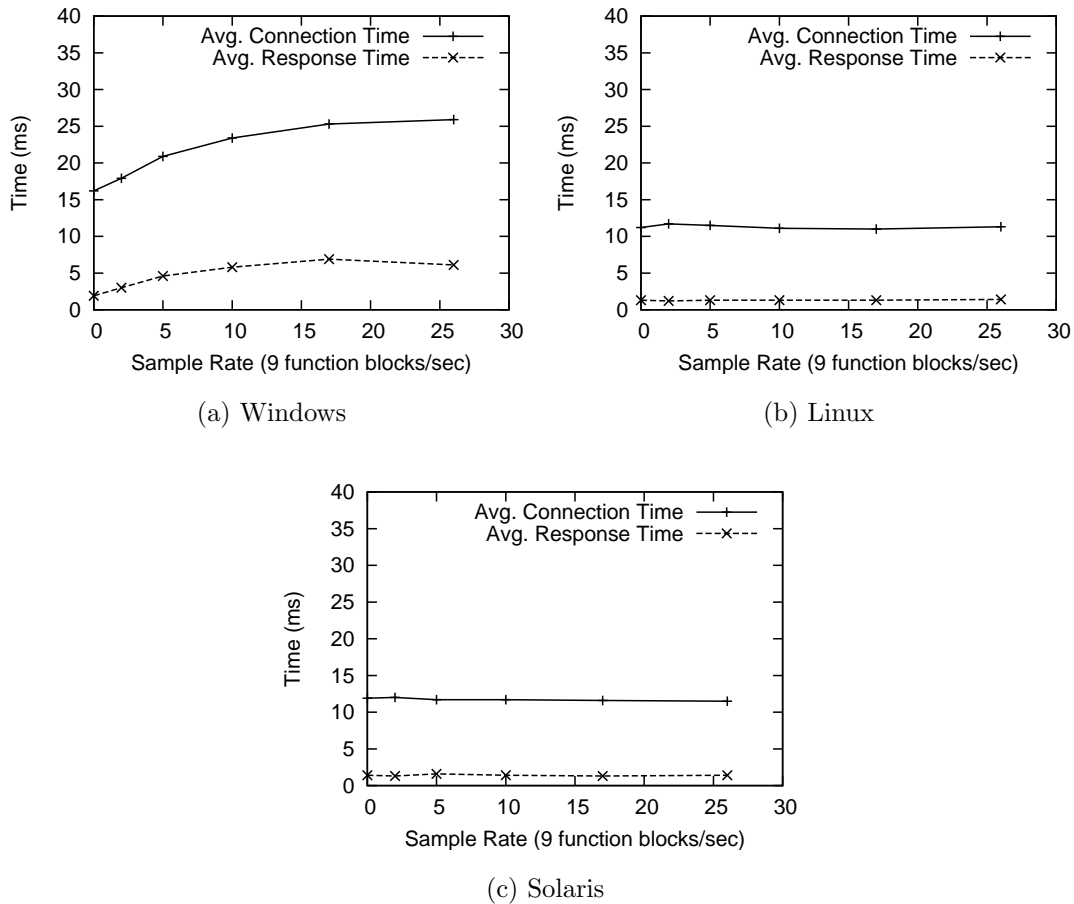 Avg. Connection Time
Avg. Response Time
40
35
30
25
20
15
10
5
0
Time (ms)
0 5 10 15 20 25 30
Sample Rate (9 function blocks/sec)
(a) Windows
Avg. Connection Time
Avg. Response Time
40
35
30
25
20
15
10
5
0
Time (ms)
0 5 10 15 20 25 30
Sample Rate (9 function blocks/sec)
(b) Linux
Avg. Connection Time
Avg. Response Time
40
35
30
25
20
15
10
5
0
Time (ms)
0 5 10 15 20 25 30
Sample Rate (9 function blocks/sec)
(c) Solaris